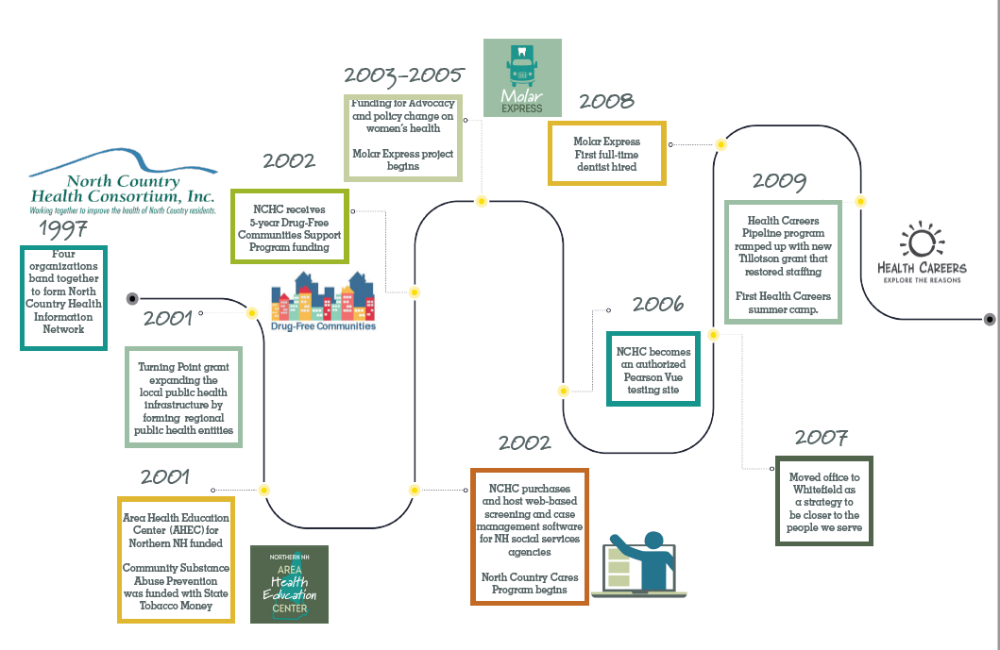 North Country
Health Consortium, Inc.
Working together to improve the health of North Country residents.
1997
Four
organizations
band together
to form North
Country Health
Information
Network
2001
Turning Point grant
expanding the
local public health
infrastructure by
forming regional
public health entities
2001
Area Health Education
Center (AHEC) for
Northern NH funded
Community Substance
Abuse Prevention
was funded with State
Tobacco Money
NORTHERN NH
AREA
Health
Education
CENTER
2002
NCHC receives
5-year Drug-Free
Communities Support
Program funding
Drug-Free Communities
2002
NCHC purchases
and host web-based
screening and case
management software
for NH social services
agencies
North Country Cares
Program begins
2003-2005
Funding for Advocacy
and policy change on
women's health
Molar Express project
begins
Molar
EXPRESS
2006
NCHC becomes
an authorized
Pearson Vue
testing site
2007
Moved office to
Whitefield as
a strategy to
be closer to the
people we serve
2008
Molar Express
First full-time
dentist hired
2009
Health Careers
Pipeline program
ramped up with new
Tillotson grant that
restored staffing
First Health Careers
summer camp.
HEALTH CAREERS
EXPLORE THE REASONS